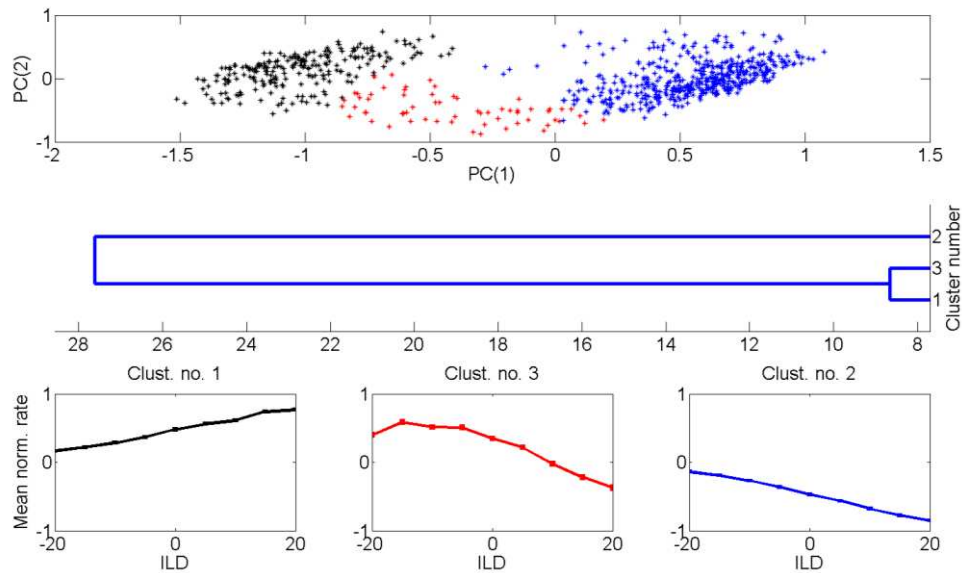 1
0
-1
PC(2)
-2 -1.5 -1 -0.5 0 0.5 1 1.5
PC(1)
2
3
1
Cluster number
28 26 24 22 20 18 16 14 12 10 8
Clust. no. 1 Clust. no. 3 Clust. no. 2
1 1 1
0 0 0
-1 -1 -1
Mean norm. rate
-20 0 20 -20 0 20 -20 0 20
ILD ILD ILD